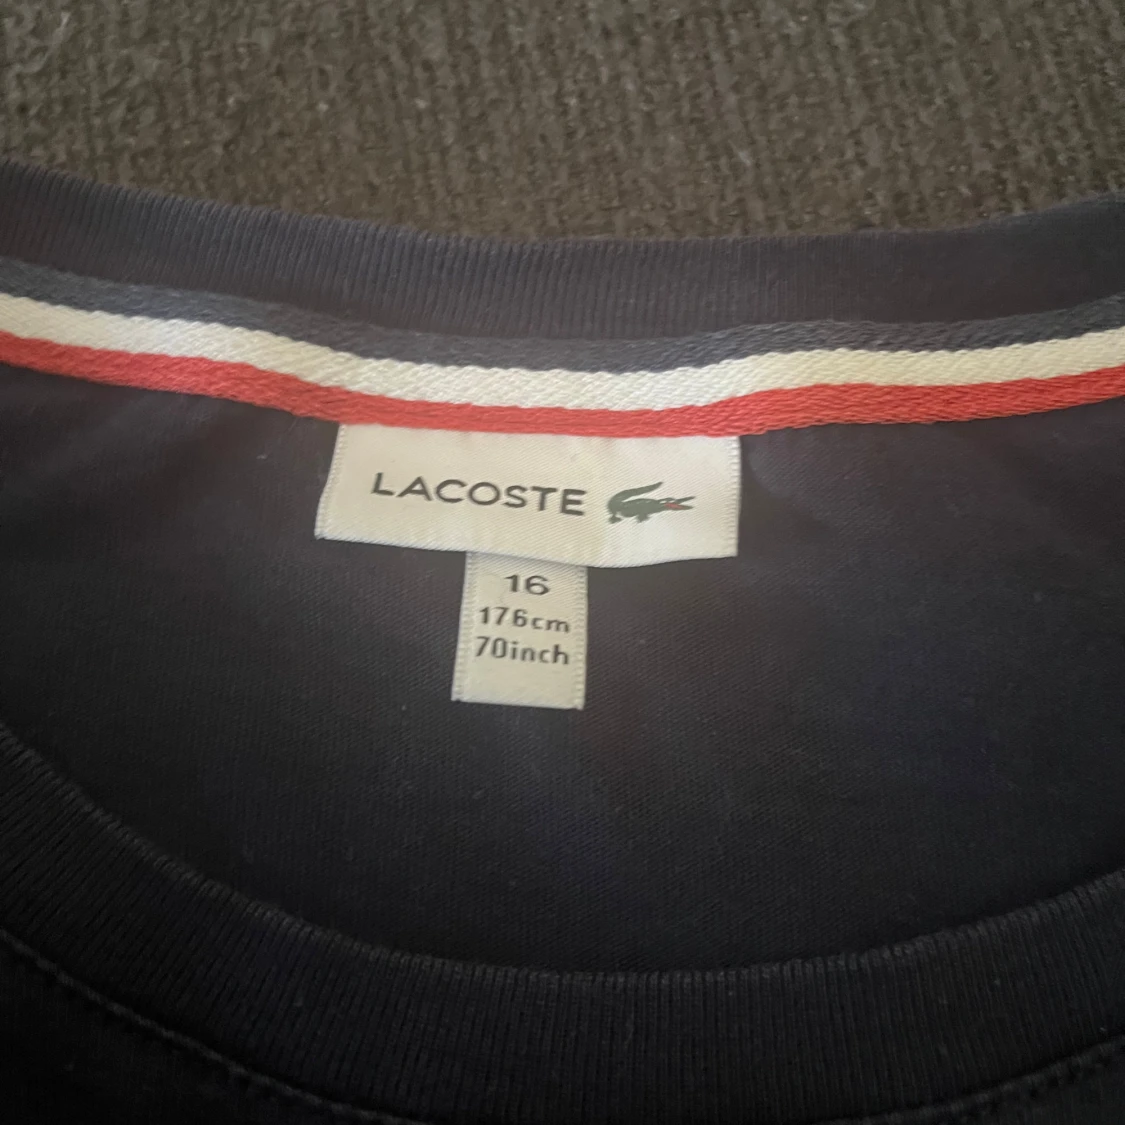 LACOSTE
16
176cm
70inch